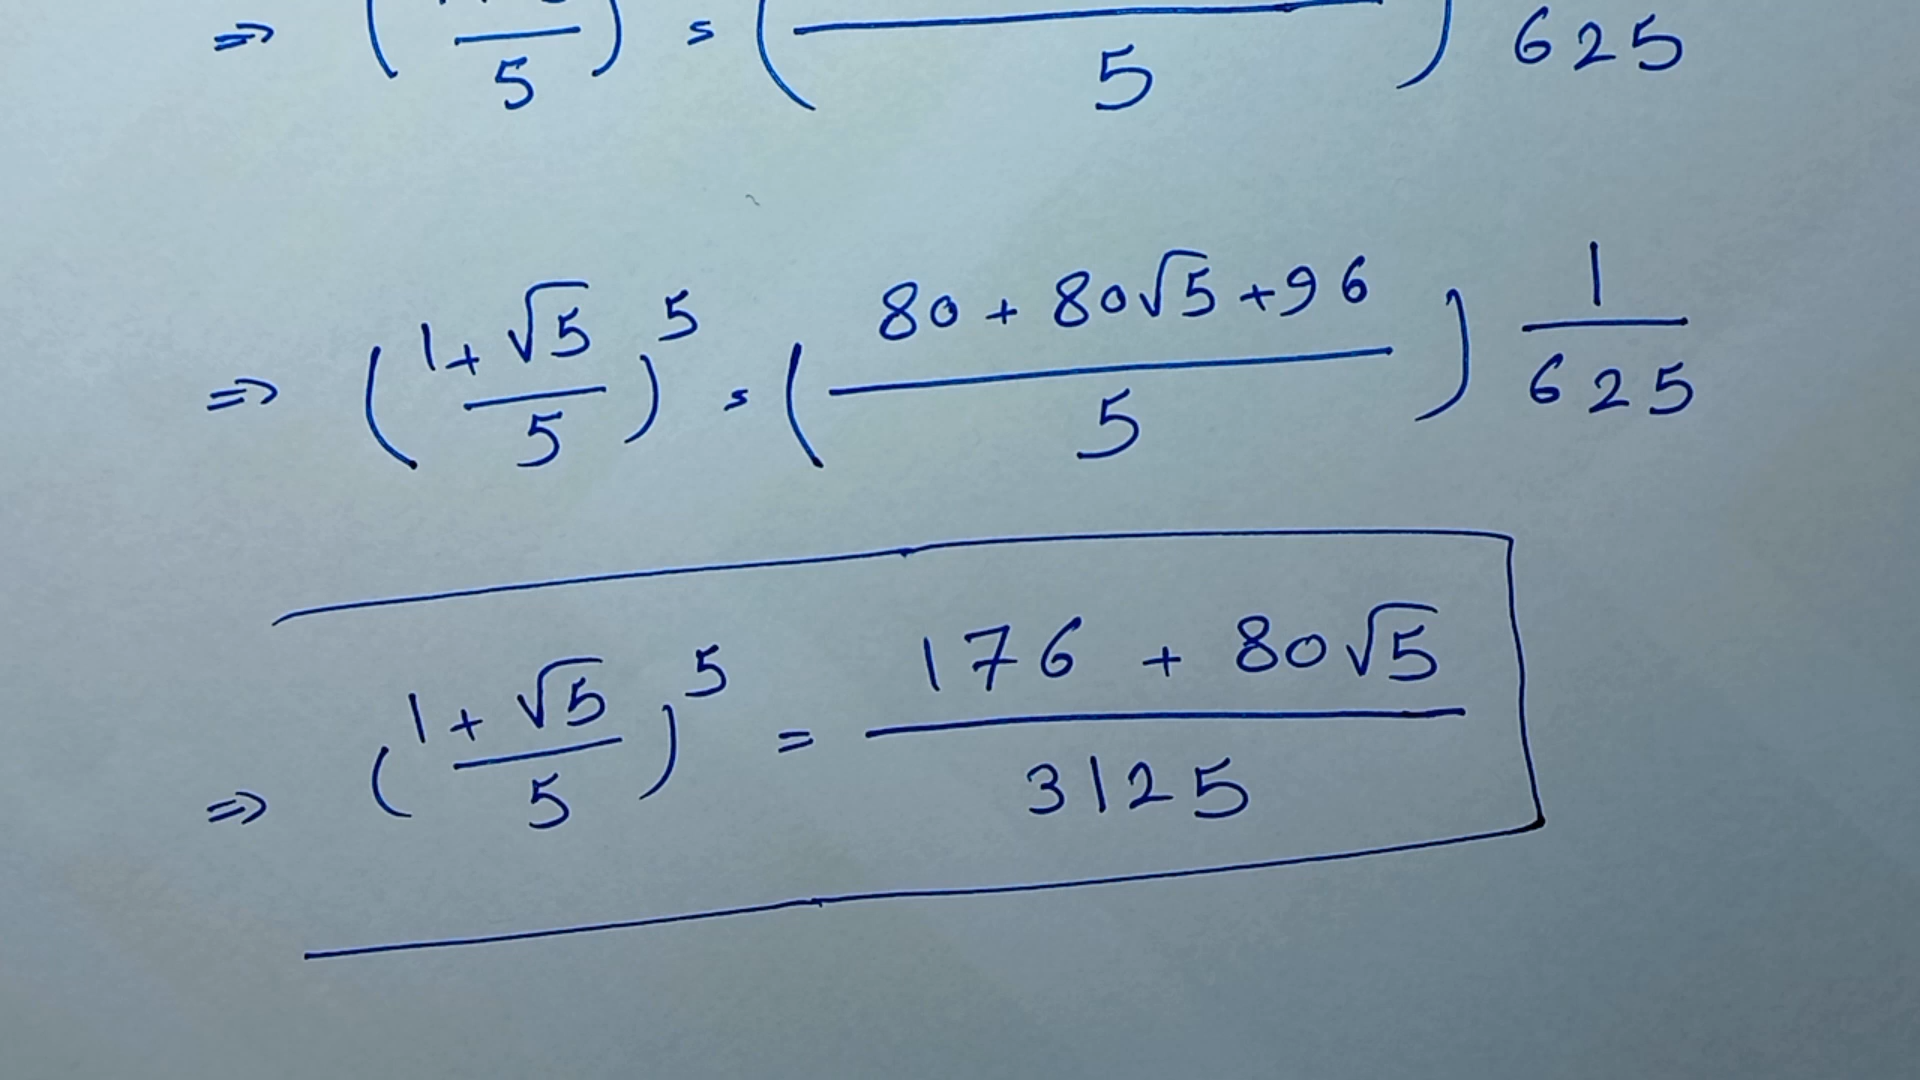 ⇒ ( / 5 ) = ( / 5 ) 625
⇒ ((1+√5)/5)^5 = ((80+80√5+96)/5) 1/625
⇒ ((1+√5)/5)^5 = (176+80√5)/3125